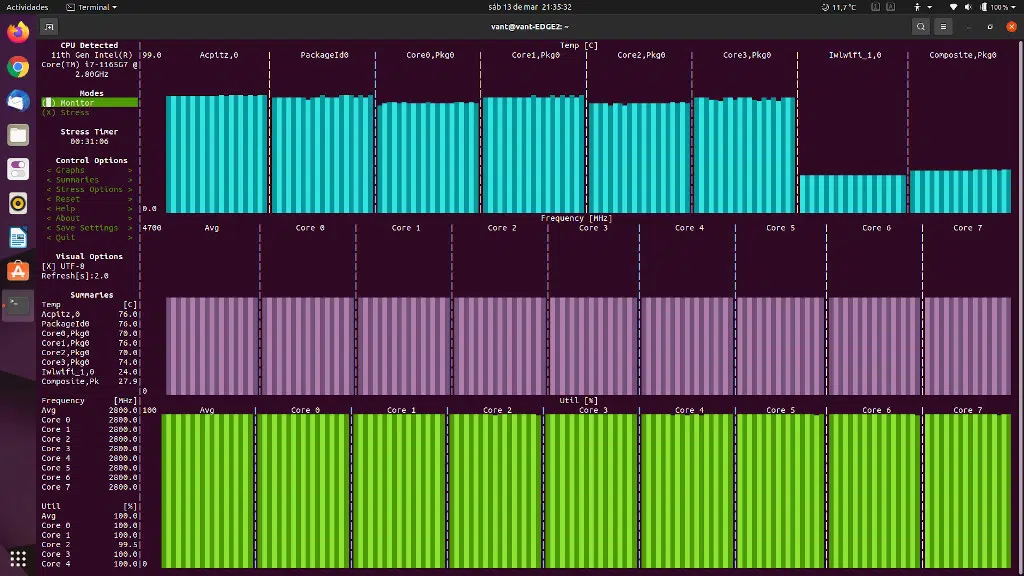 Actividades
Terminal
sáb 13 de mar 21:35:32
11,7°C
100 %
vant@vant-EDGE2: ~
CPU Detected
11th Gen Intel(R)
Core(TM) i7-1165G7 @
2.80GHz
Modes
( ) Monitor
(X) Stress
Stress Timer
00:31:06
Control Options
< Graphs >
< Summaries >
< Stress Options >
< Reset >
< Help >
< About >
< Save Settings >
< Quit >
Visual Options
[X] UTF-8
Refresh[s]:2.0
Summaries
Temp [C]
Acpitz,0 76.0
PackageId0 76.0
Core0,Pkg0 70.0
Core1,Pkg0 76.0
Core2,Pkg0 70.0
Core3,Pkg0 74.0
Iwlwifi_1,0 24.0
Composite,Pk 27.9
Frequency [MHz]
Avg 2800.0
Core 0 2800.0
Core 1 2800.0
Core 2 2800.0
Core 3 2800.0
Core 4 2800.0
Core 5 2800.0
Core 6 2800.0
Core 7 2800.0
Util [%]
Avg 100.0
Core 0 100.0
Core 1 100.0
Core 2 99.5
Core 3 100.0
Core 4 100.0
Temp [C]
99.0 Acpitz,0 PackageId0 Core0,Pkg0 Core1,Pkg0 Core2,Pkg0 Core3,Pkg0 Iwlwifi_1,0 Composite,Pkg0
0.0
Frequency [MHz]
4700 Avg Core 0 Core 1 Core 2 Core 3 Core 4 Core 5 Core 6 Core 7
0
Util [%]
100 Avg Core 0 Core 1 Core 2 Core 3 Core 4 Core 5 Core 6 Core 7
0